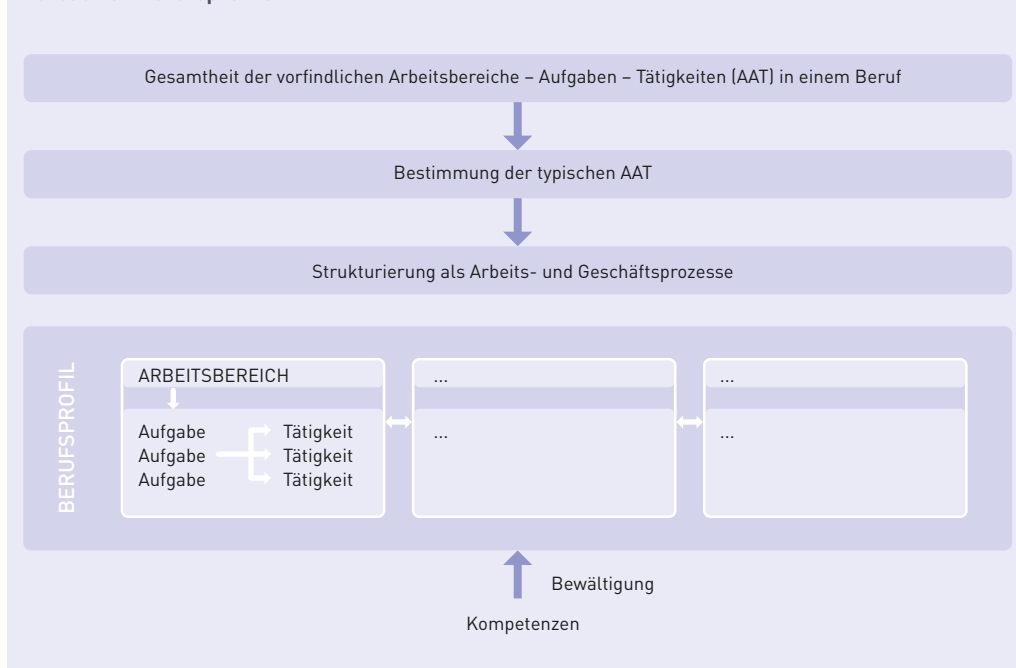 Gesamtheit der vorfindlichen Arbeitsbereiche – Aufgaben – Tätigkeiten (AAT) in einem Beruf
Bestimmung der typischen AAT
Strukturierung als Arbeits- und Geschäftsprozesse
BERUFSPROFIL
ARBEITSBEREICH
Aufgabe
Aufgabe
Aufgabe
Tätigkeit
Tätigkeit
Tätigkeit
...
...
...
...
Bewältigung
Kompetenzen